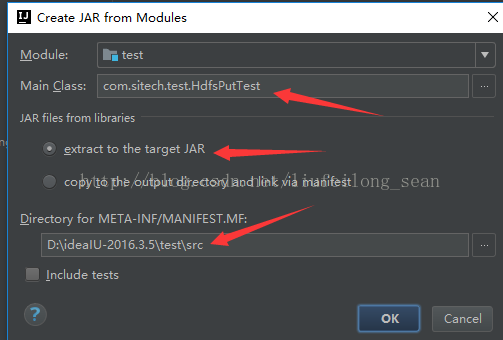 Create JAR from Modules
Module: test
Main Class: com.sitech.test.HdfsPutTest ...
JAR files from libraries
extract to the target JAR
copy to the output directory and link via manifest
http://blog.csdn.net/liufeilong_sean
Directory for META-INF/MANIFEST.MF:
D:\ideaIU-2016.3.5\test\src ...
Include tests
? OK Cancel